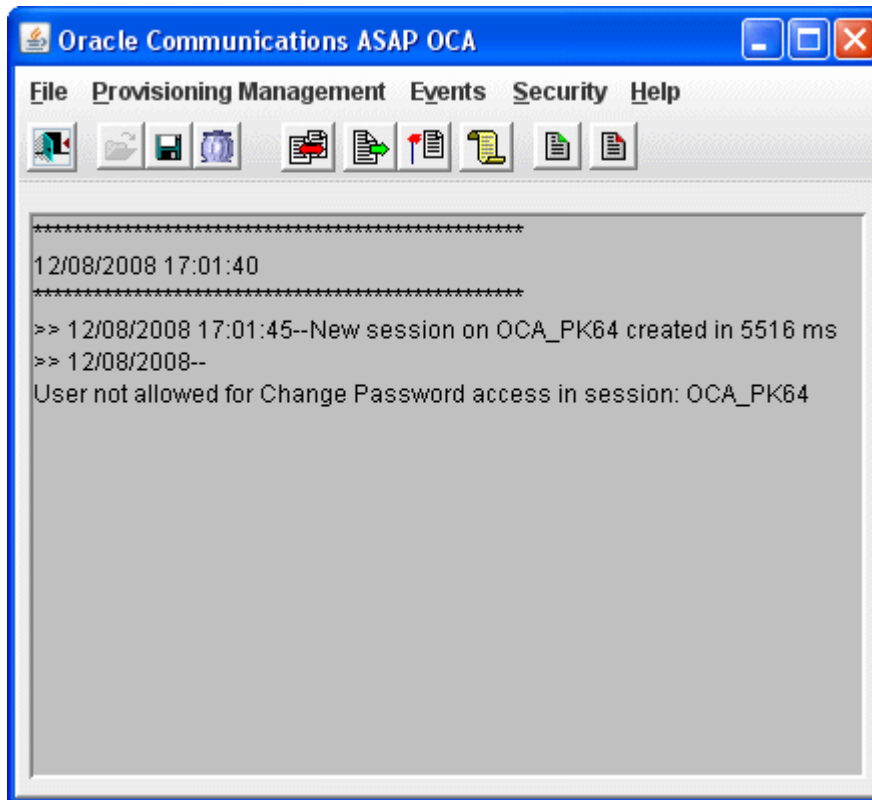 Oracle Communications ASAP OCA
File Provisioning Management Events Security Help
************************************************
12/08/2008 17:01:40
************************************************
>> 12/08/2008 17:01:45--New session on OCA_PK64 created in 5516 ms
>> 12/08/2008--
User not allowed for Change Password access in session: OCA_PK64